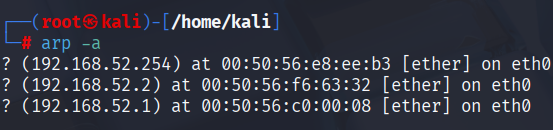 ┌──(root㉿kali)-[/home/kali]
└─# arp -a
? (192.168.52.254) at 00:50:56:e8:ee:b3 [ether] on eth0
? (192.168.52.2) at 00:50:56:f6:63:32 [ether] on eth0
? (192.168.52.1) at 00:50:56:c0:00:08 [ether] on eth0